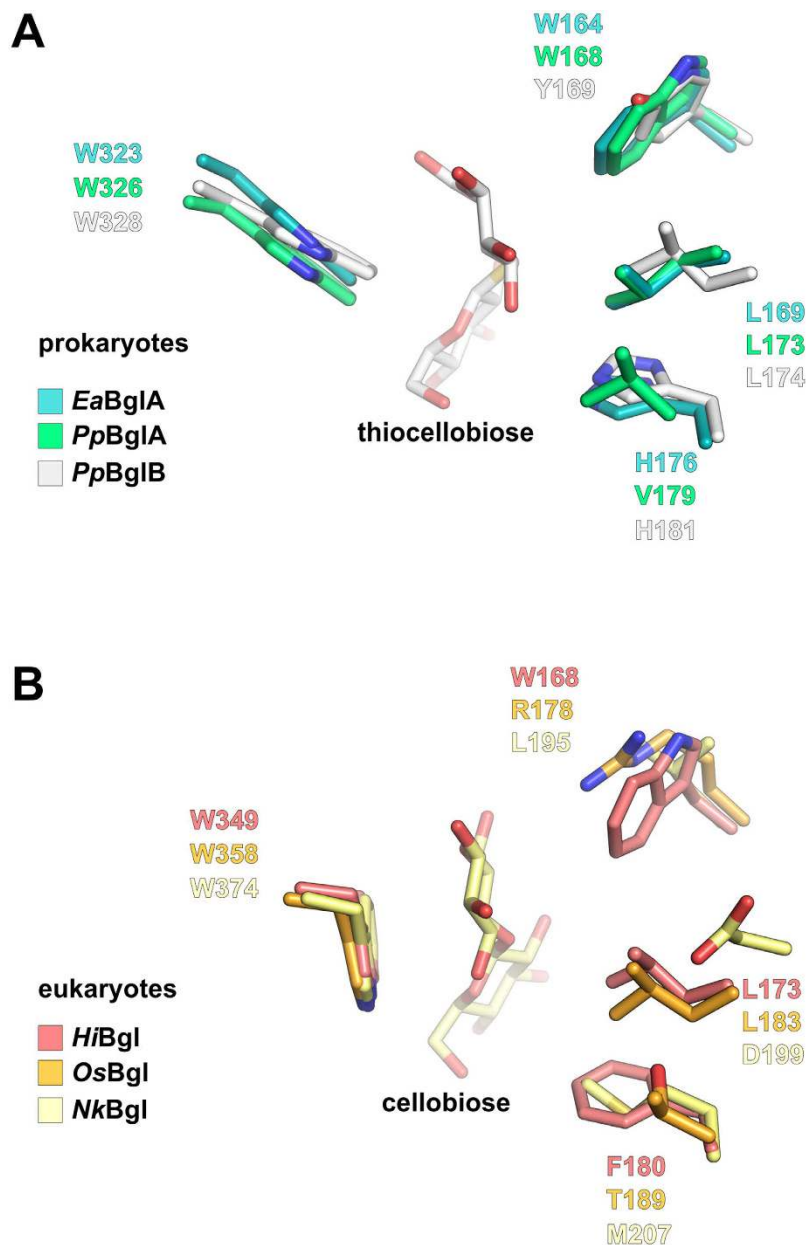 A
W164
W168
Y169
W323
W326
W328
L169
L173
L174
prokaryotes
EaBglA
PpBglA
PpBglB
thiocellobiose
H176
V179
H181
B
W168
R178
L195
W349
W358
W374
eukaryotes
HiBgl
OsBgl
NkBgl
L173
L183
D199
cellobiose
F180
T189
M207